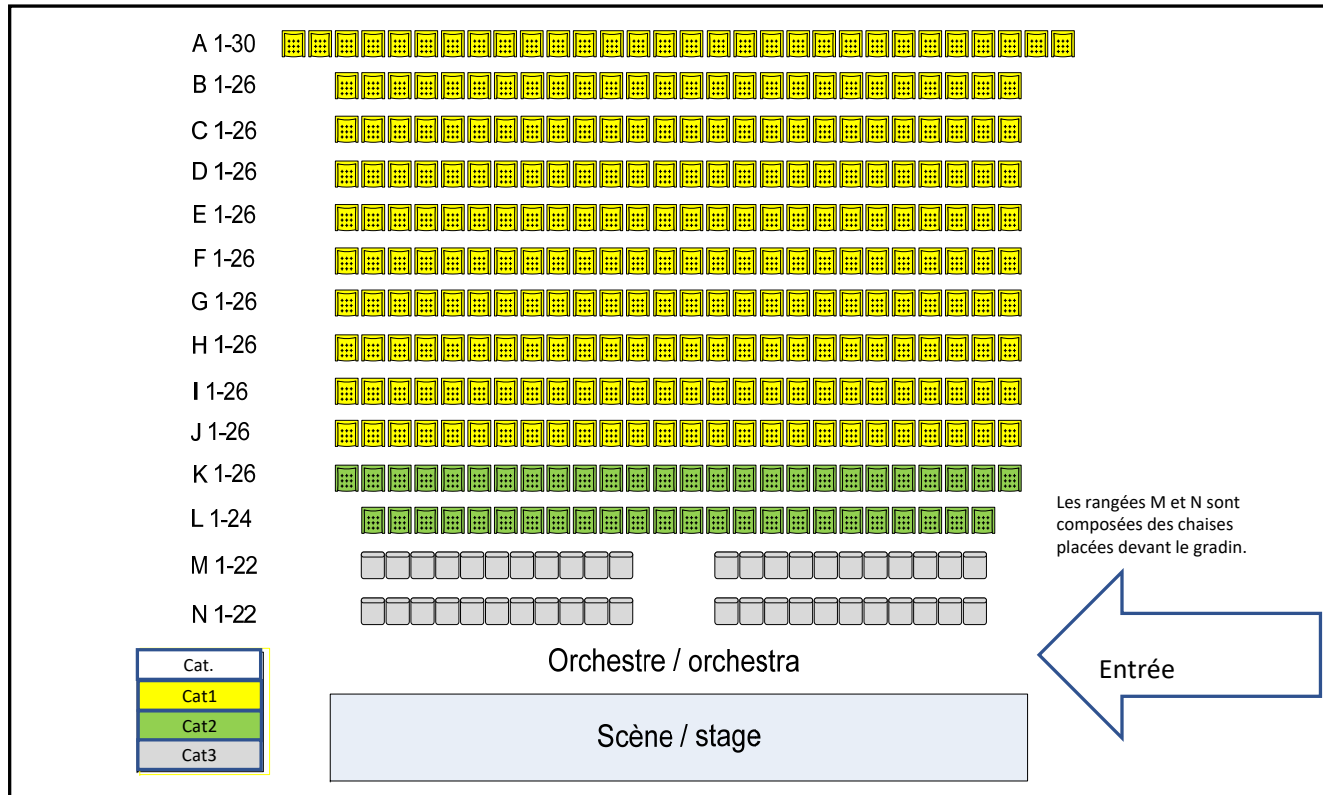 A 1-30
B 1-26
C 1-26
D 1-26
E 1-26
F 1-26
G 1-26
H 1-26
I 1-26
J 1-26
K 1-26
L 1-24
M 1-22
N 1-22
Les rangées M et N sont
composées des chaises
placées devant le gradin.
Orchestre / orchestra
Entrée
Scène / stage
Cat.
Cat1
Cat2
Cat3